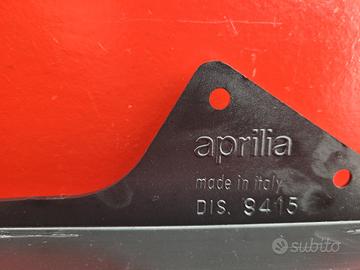 aprilia
made in italy
DIS. 9415
subito